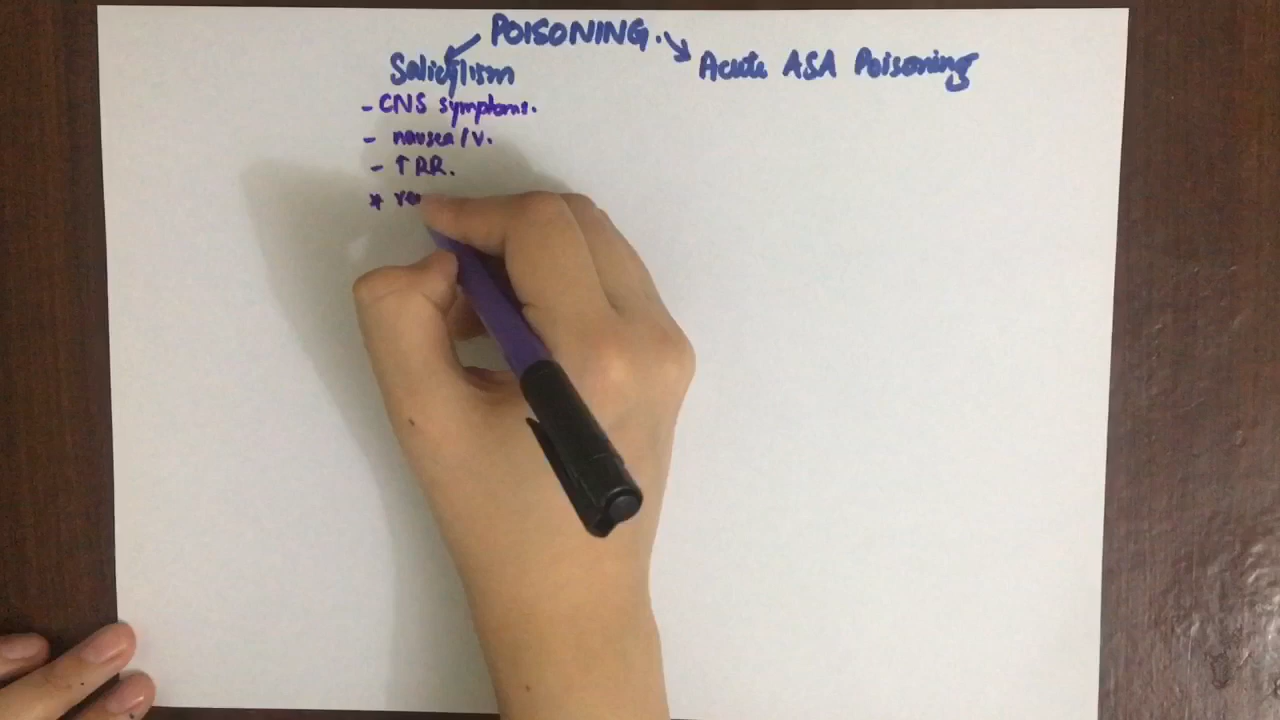 POISONING.
Salicylism
Acute ASA Poisoning
- CNS symptoms.
- nausea/v.
- ↑ RR.
*